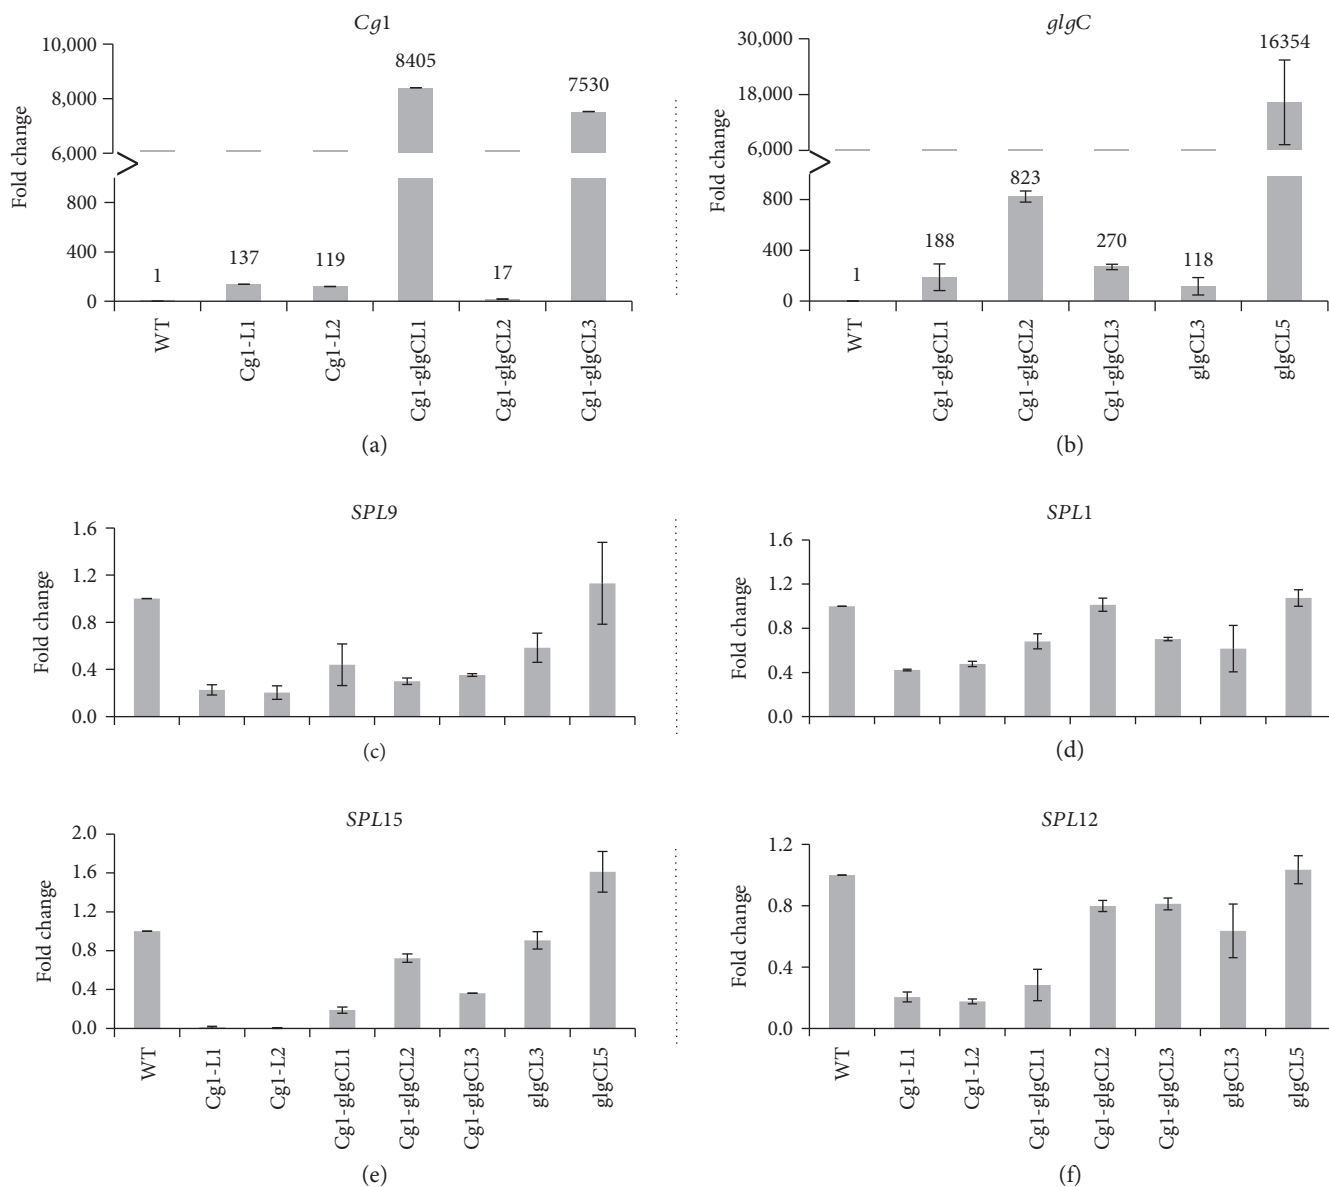 Cg1
Fold change
10,000
8,000
6,000
800
400
0
1
137
119
8405
17
7530
WT
Cg1-L1
Cg1-L2
Cg1-glgCL1
Cg1-glgCL2
Cg1-glgCL3
(a)
glgC
Fold change
30,000
18,000
6,000
800
400
0
1
188
823
270
118
16354
WT
Cg1-glgCL1
Cg1-glgCL2
Cg1-glgCL3
glgCL3
glgCL5
(b)
SPL9
Fold change
1.6
1.2
0.8
0.4
0.0
(c)
SPL1
Fold change
1.6
1.2
0.8
0.4
0.0
(d)
SPL15
Fold change
2.0
1.6
1.2
0.8
0.4
0.0
WT
Cg1-L1
Cg1-L2
Cg1-glgCL1
Cg1-glgCL2
Cg1-glgCL3
glgCL3
glgCL5
(e)
SPL12
Fold change
1.2
0.8
0.4
0.0
WT
Cg1-L1
Cg1-L2
Cg1-glgCL1
Cg1-glgCL2
Cg1-glgCL3
glgCL3
glgCL5
(f)